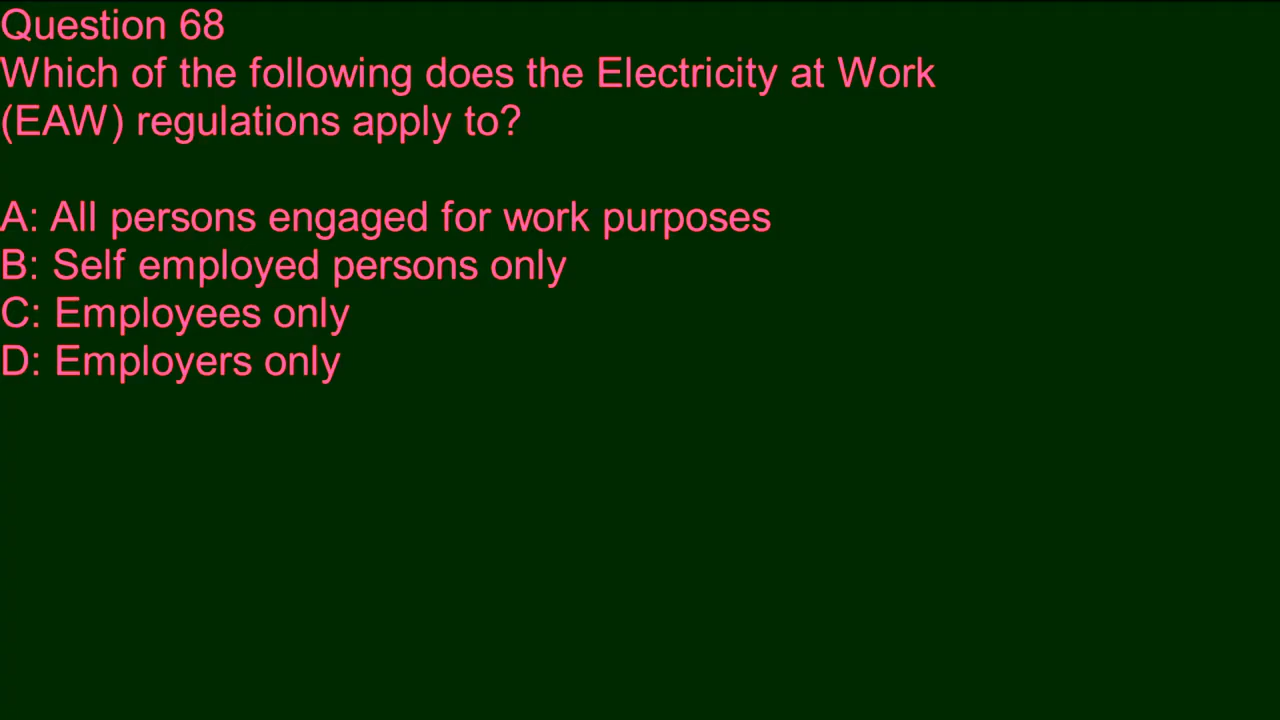 Question 68
Which of the following does the Electricity at Work
(EAW) regulations apply to?
A: All persons engaged for work purposes
B: Self employed persons only
C: Employees only
D: Employers only